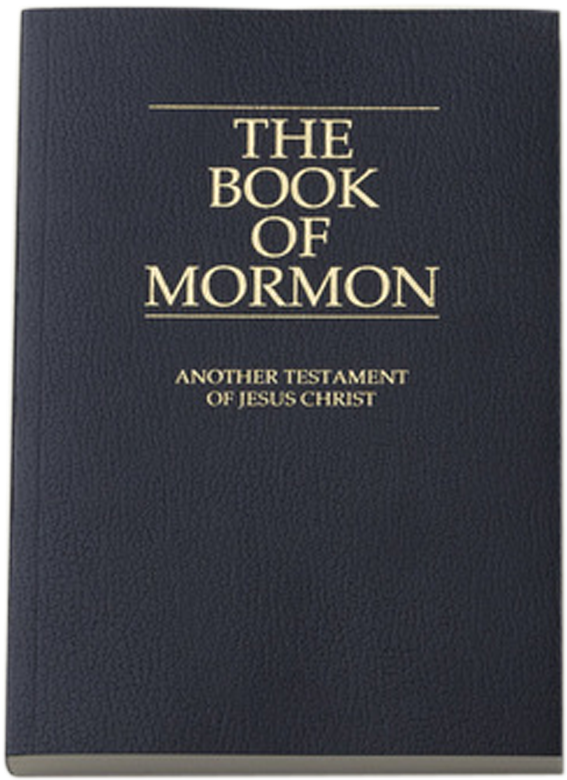 THE
BOOK
OF
MORMON
ANOTHER TESTAMENT
OF JESUS CHRIST